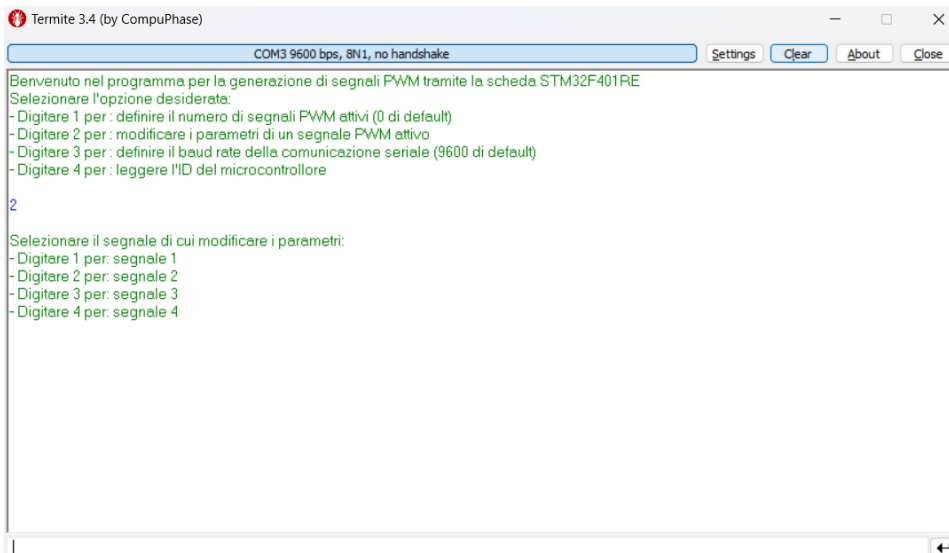 Termite 3.4 (by CompuPhase)
COM3 9600 bps, 8N1, no handshake
Settings
Clear
About
Close
Benvenuto nel programma per la generazione di segnali PWM tramite la scheda STM32F401RE
Selezionare l'opzione desiderata:
- Digitare 1 per : definire il numero di segnali PWM attivi (0 di default)
- Digitare 2 per : modificare i parametri di un segnale PWM attivo
- Digitare 3 per : definire il baud rate della comunicazione seriale (9600 di default)
- Digitare 4 per : leggere l'ID del microcontrollore
2
Selezionare il segnale di cui modificare i parametri:
- Digitare 1 per: segnale 1
- Digitare 2 per: segnale 2
- Digitare 3 per: segnale 3
- Digitare 4 per: segnale 4